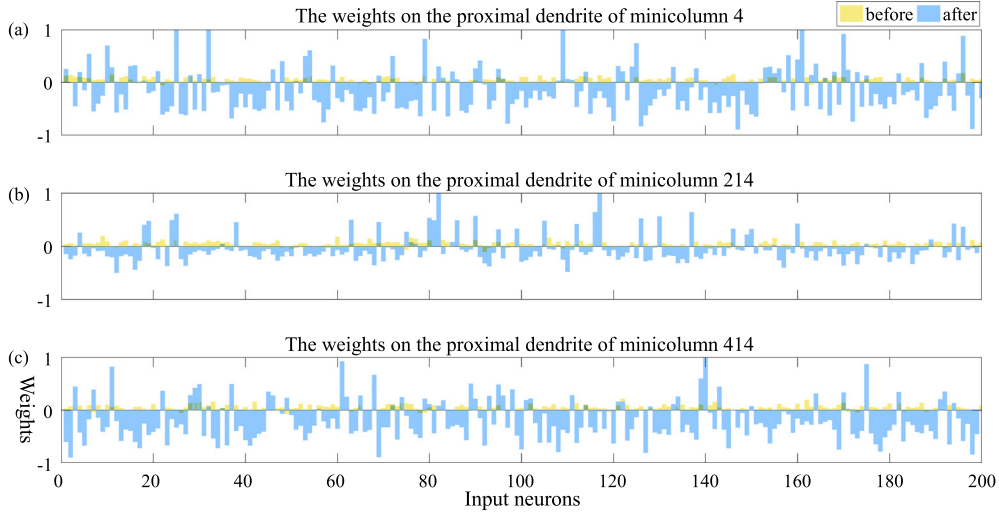 The weights on the proximal dendrite of minicolumn 4
before after
(a)
1
0
-1
The weights on the proximal dendrite of minicolumn 214
(b)
1
0
-1
The weights on the proximal dendrite of minicolumn 414
(c)
1
0
-1
Weights
0 20 40 60 80 100 120 140 160 180 200
Input neurons